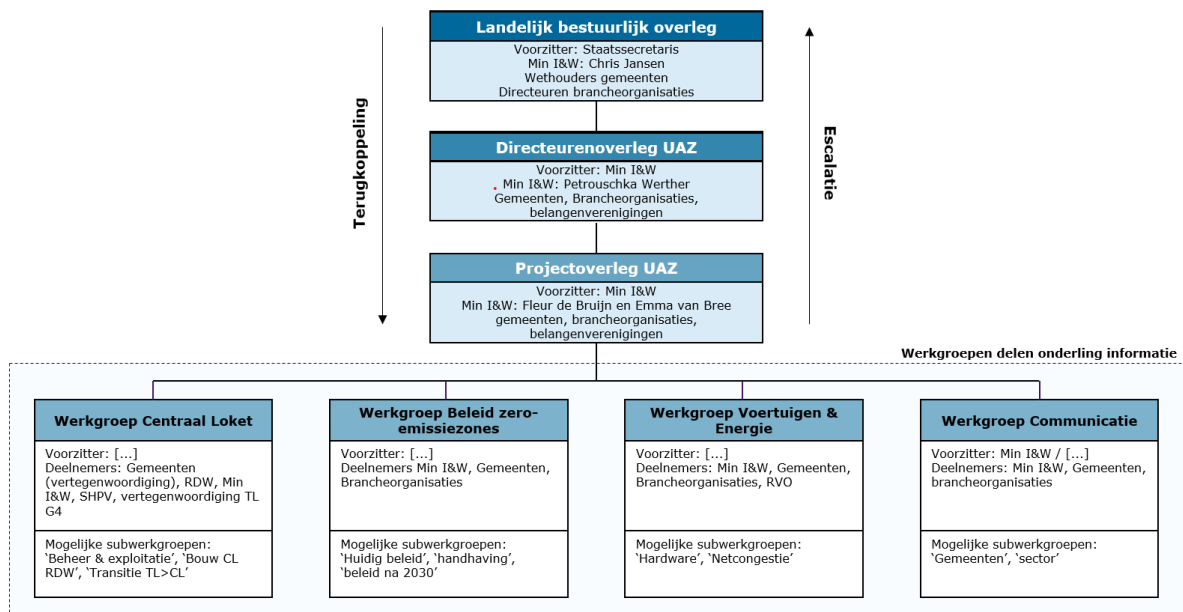 Landelijk bestuurlijk overleg
Voorzitter: Staatssecretaris
Min I&W: Chris Jansen
Wethouders gemeenten
Directeuren brancheorganisaties
Terugkoppeling
Escalatie
Directeurenoverleg UAZ
Voorzitter: Min I&W
Min I&W: Petrouschka Werther
Gemeenten, Brancheorganisaties,
belangenverenigingen
Projectoverleg UAZ
Voorzitter: Min I&W
Min I&W: Fleur de Bruijn en Emma van Bree
gemeenten, brancheorganisaties,
belangenverenigingen
Werkgroepen delen onderling informatie
Werkgroep Centraal Loket
Voorzitter: [...]
Deelnemers: Gemeenten
(vertegenwoordiging), RDW, Min
I&W, SHPV, vertegenwoordiging TL
G4
Mogelijke subwerkgroepen:
‘Beheer & exploitatie’, ‘Bouw CL
RDW’, ‘Transitie TL>CL’
Werkgroep Beleid zero-
emissiezones
Voorzitter: [...]
Deelnemers Min I&W, Gemeenten,
Brancheorganisaties
Mogelijke subwerkgroepen:
‘Huidig beleid’, ‘handhaving’,
‘beleid na 2030’
Werkgroep Voertuigen &
Energie
Voorzitter: [...]
Deelnemers: Min I&W, Gemeenten,
Brancheorganisaties, RVO
Mogelijke subwerkgroepen:
‘Hardware’, ‘Netcongestie’
Werkgroep Communicatie
Voorzitter: Min I&W / [...]
Deelnemers: Min I&W, Gemeenten,
brancheorganisaties
Mogelijke subwerkgroepen:
‘Gemeenten’, ‘sector’